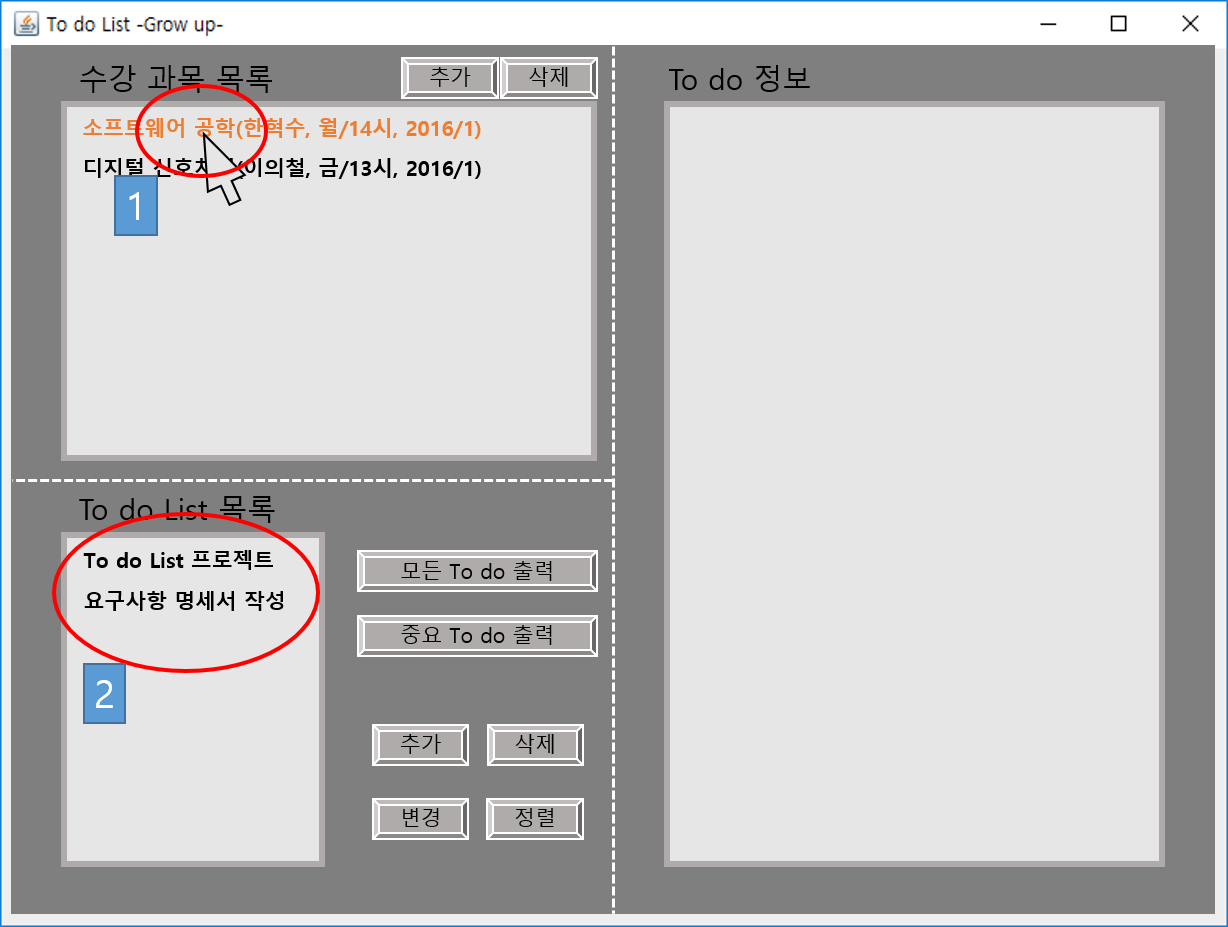 To do List -Grow up-
수강 과목 목록
추가
삭제
소프트웨어 공학(한혁수, 월/14시, 2016/1)
디지털 (이의철, 금/13시, 2016/1)
1
To do List 목록
To do List 프로젝트
요구사항 명세서 작성
2
모든 To do 출력
중요 To do 출력
추가
삭제
변경
정렬
To do 정보